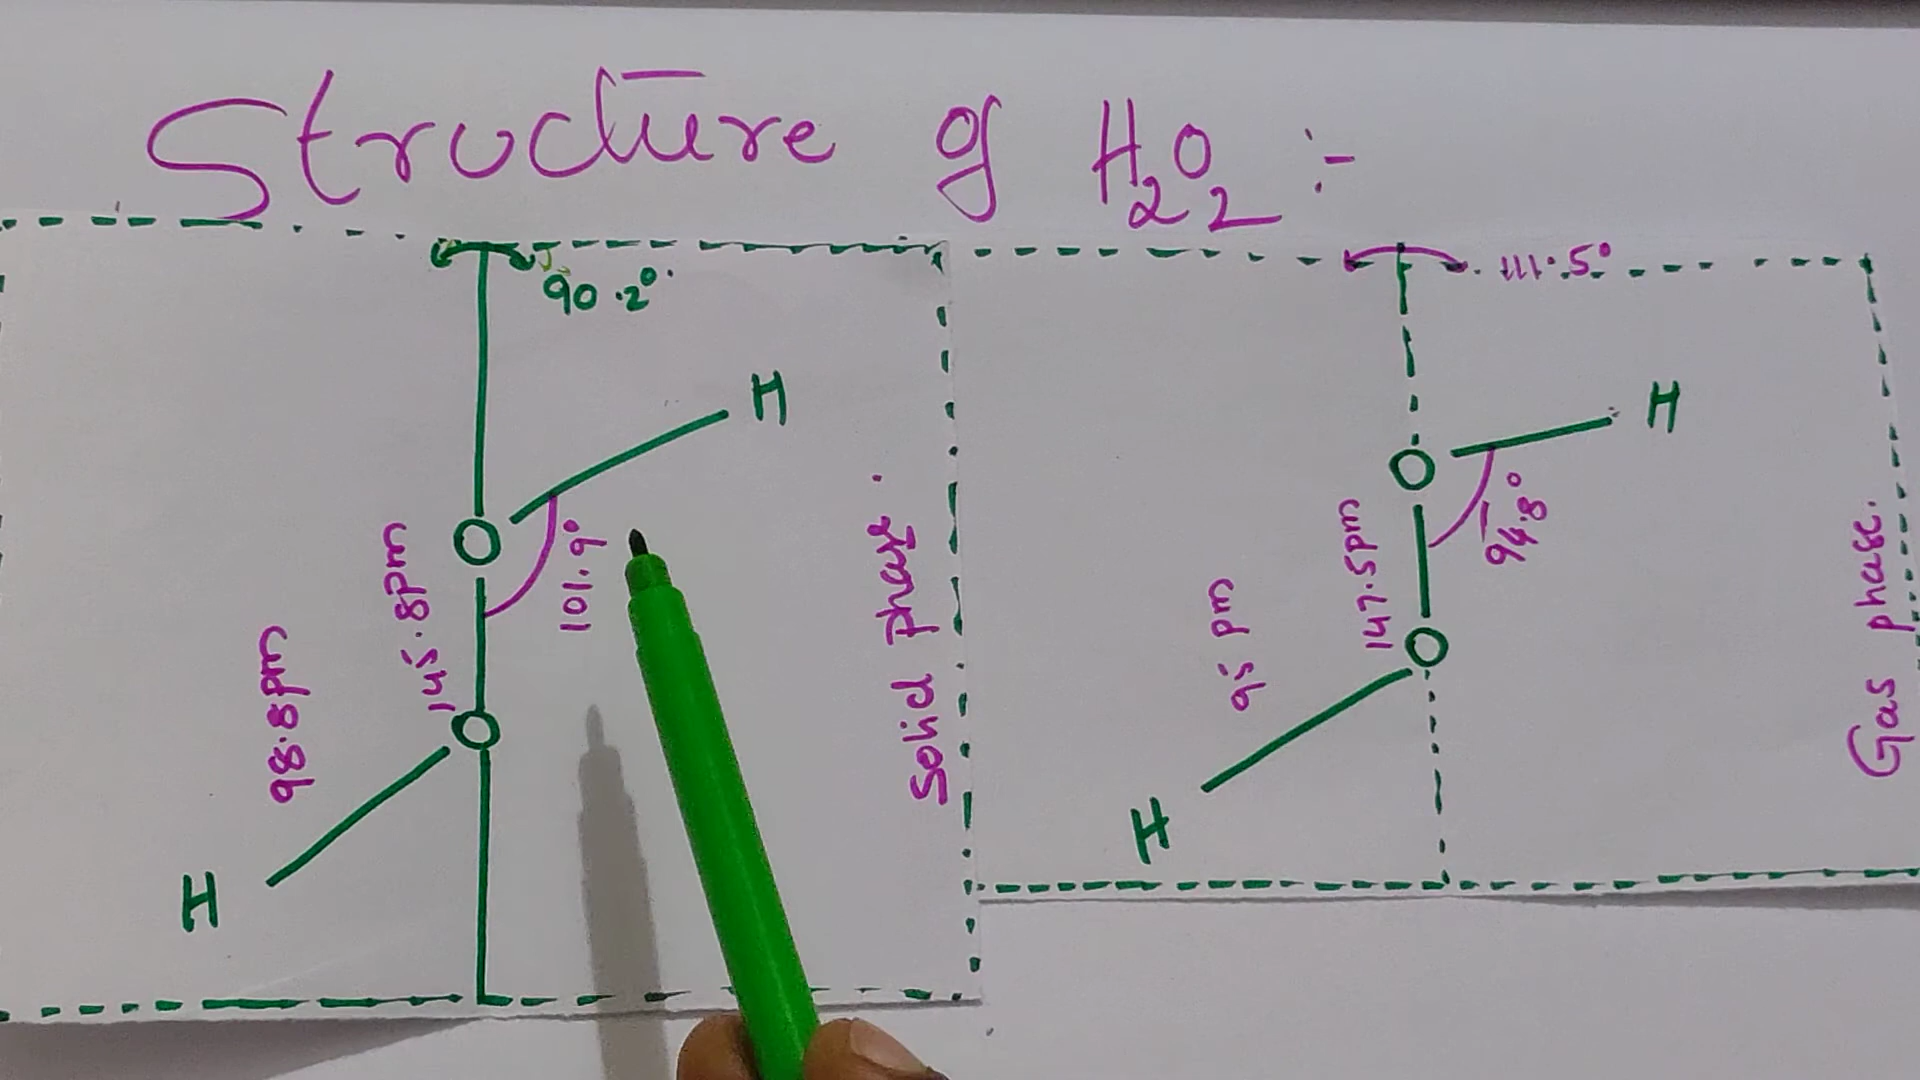 Structure of H2O2 :-
90.2°
H
101.9°
O
145.8pm
98.8pm
O
H
Solid phase.
111.5°
H
O
94.8°
147.5pm
95 pm
O
H
Gas phase.